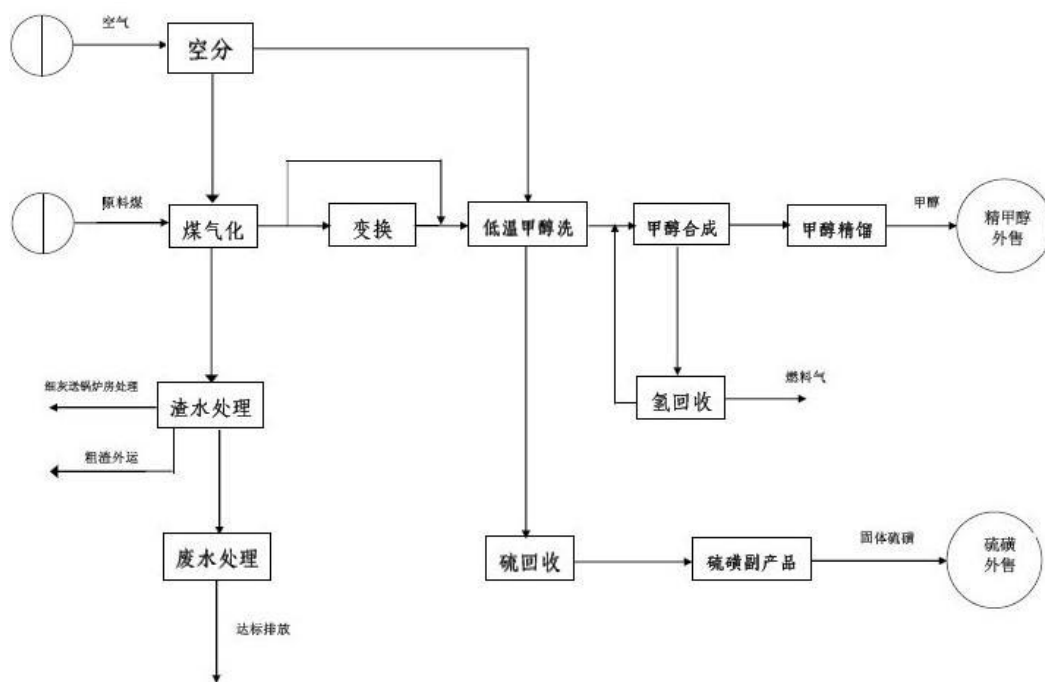 空气
空分
原料煤
煤气化
变换
低温甲醇洗
甲醇合成
甲醇精馏
甲醇
精甲醇
外售
细灰送锅炉房处理
渣水处理
粗渣外运
氢回收
燃料气
废水处理
达标排放
硫回收
硫磺副产品
固体硫磺
硫磺
外售